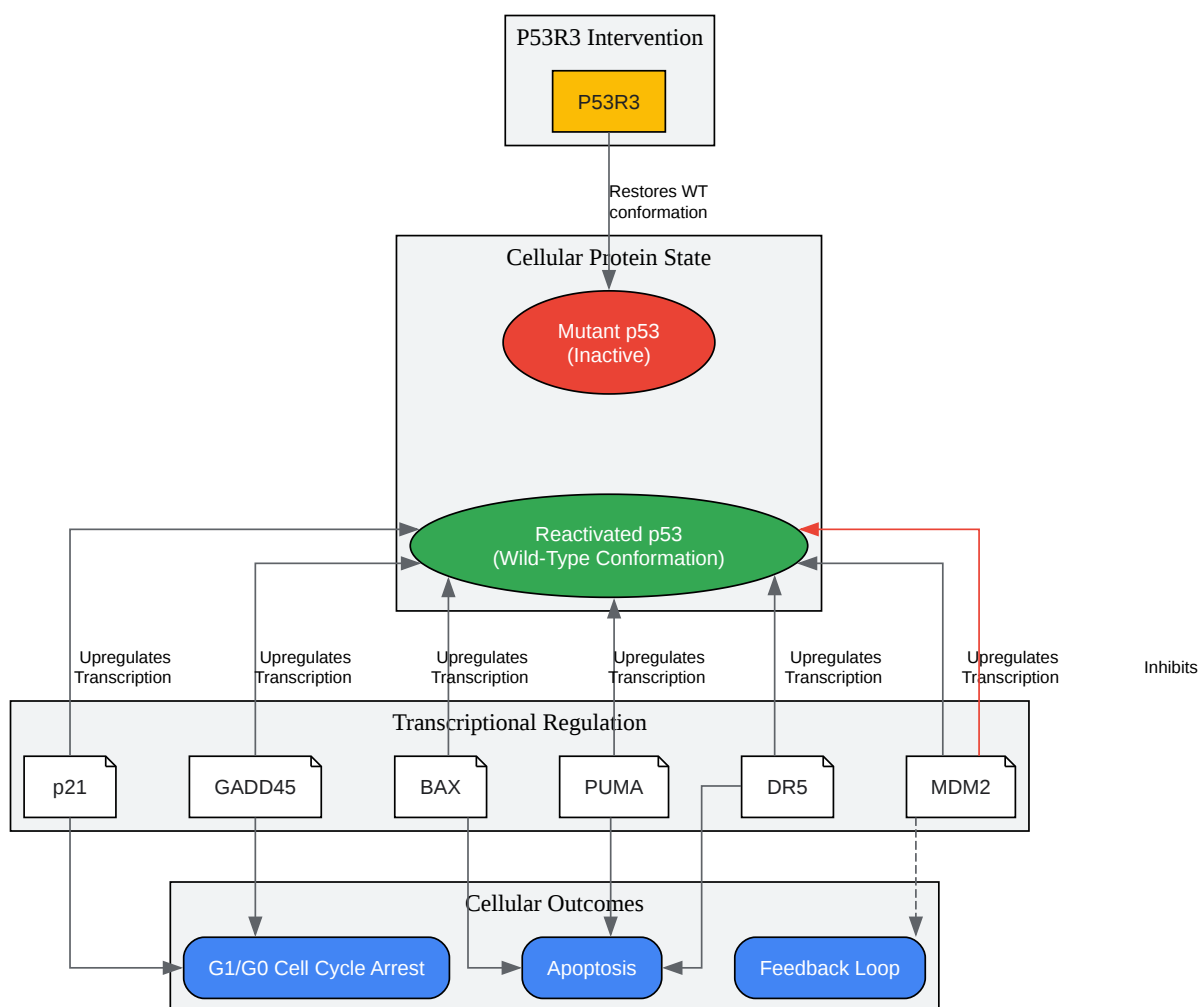 P53R3 Intervention
P53R3
Restores WT
conformation
Cellular Protein State
Mutant p53
(Inactive)
Reactivated p53
(Wild-Type Conformation)
Upregulates
Transcription
Upregulates
Transcription
Upregulates
Transcription
Upregulates
Transcription
Upregulates
Transcription
Upregulates
Transcription
Inhibits
Transcriptional Regulation
p21
GADD45
BAX
PUMA
DR5
MDM2
Cellular Outcomes
G1/G0 Cell Cycle Arrest
Apoptosis
Feedback Loop